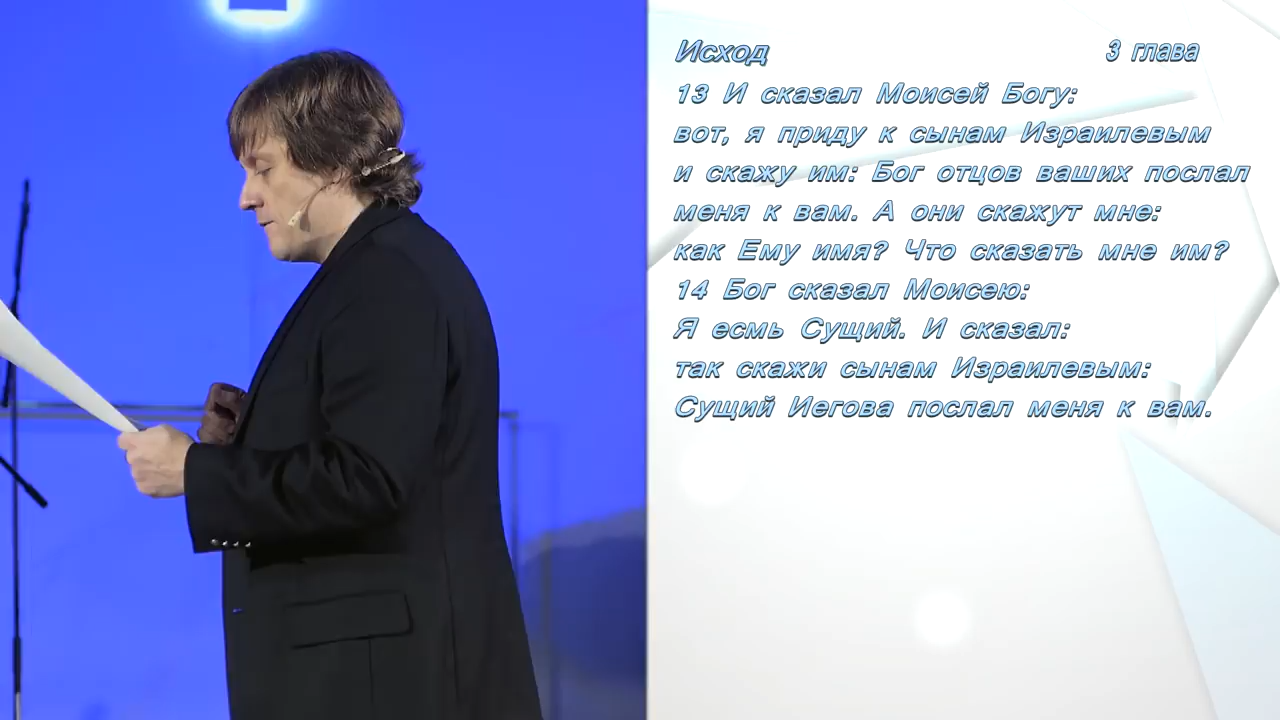 Исход 3 глава
13 И сказал Моисей Богу:
вот, я приду к сынам Израилевым
и скажу им: Бог отцов ваших послал
меня к вам. А они скажут мне:
как Ему имя? Что сказать мне им?
14 Бог сказал Моисею:
Я есмь Сущий. И сказал:
так скажи сынам Израилевым:
Сущий Иегова послал меня к вам.